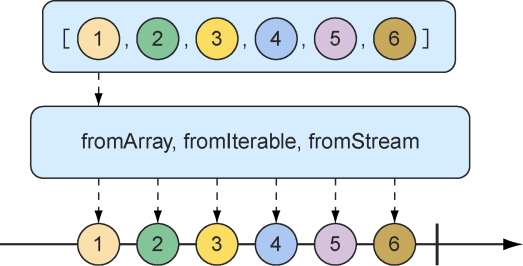 [ 1 , 2 , 3 , 4 , 5 , 6 ]
fromArray, fromIterable, fromStream
1 2 3 4 5 6